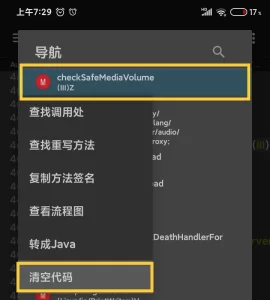 上午7:29
17%
导航
M
checkSafeMediaVolume
(III)Z
查找调用处
查找重写方法
复制方法签名
查看流程图
转成Java
清空代码
lang/
r/audio/
roxy;
ad
oad
DeathHandlerFor